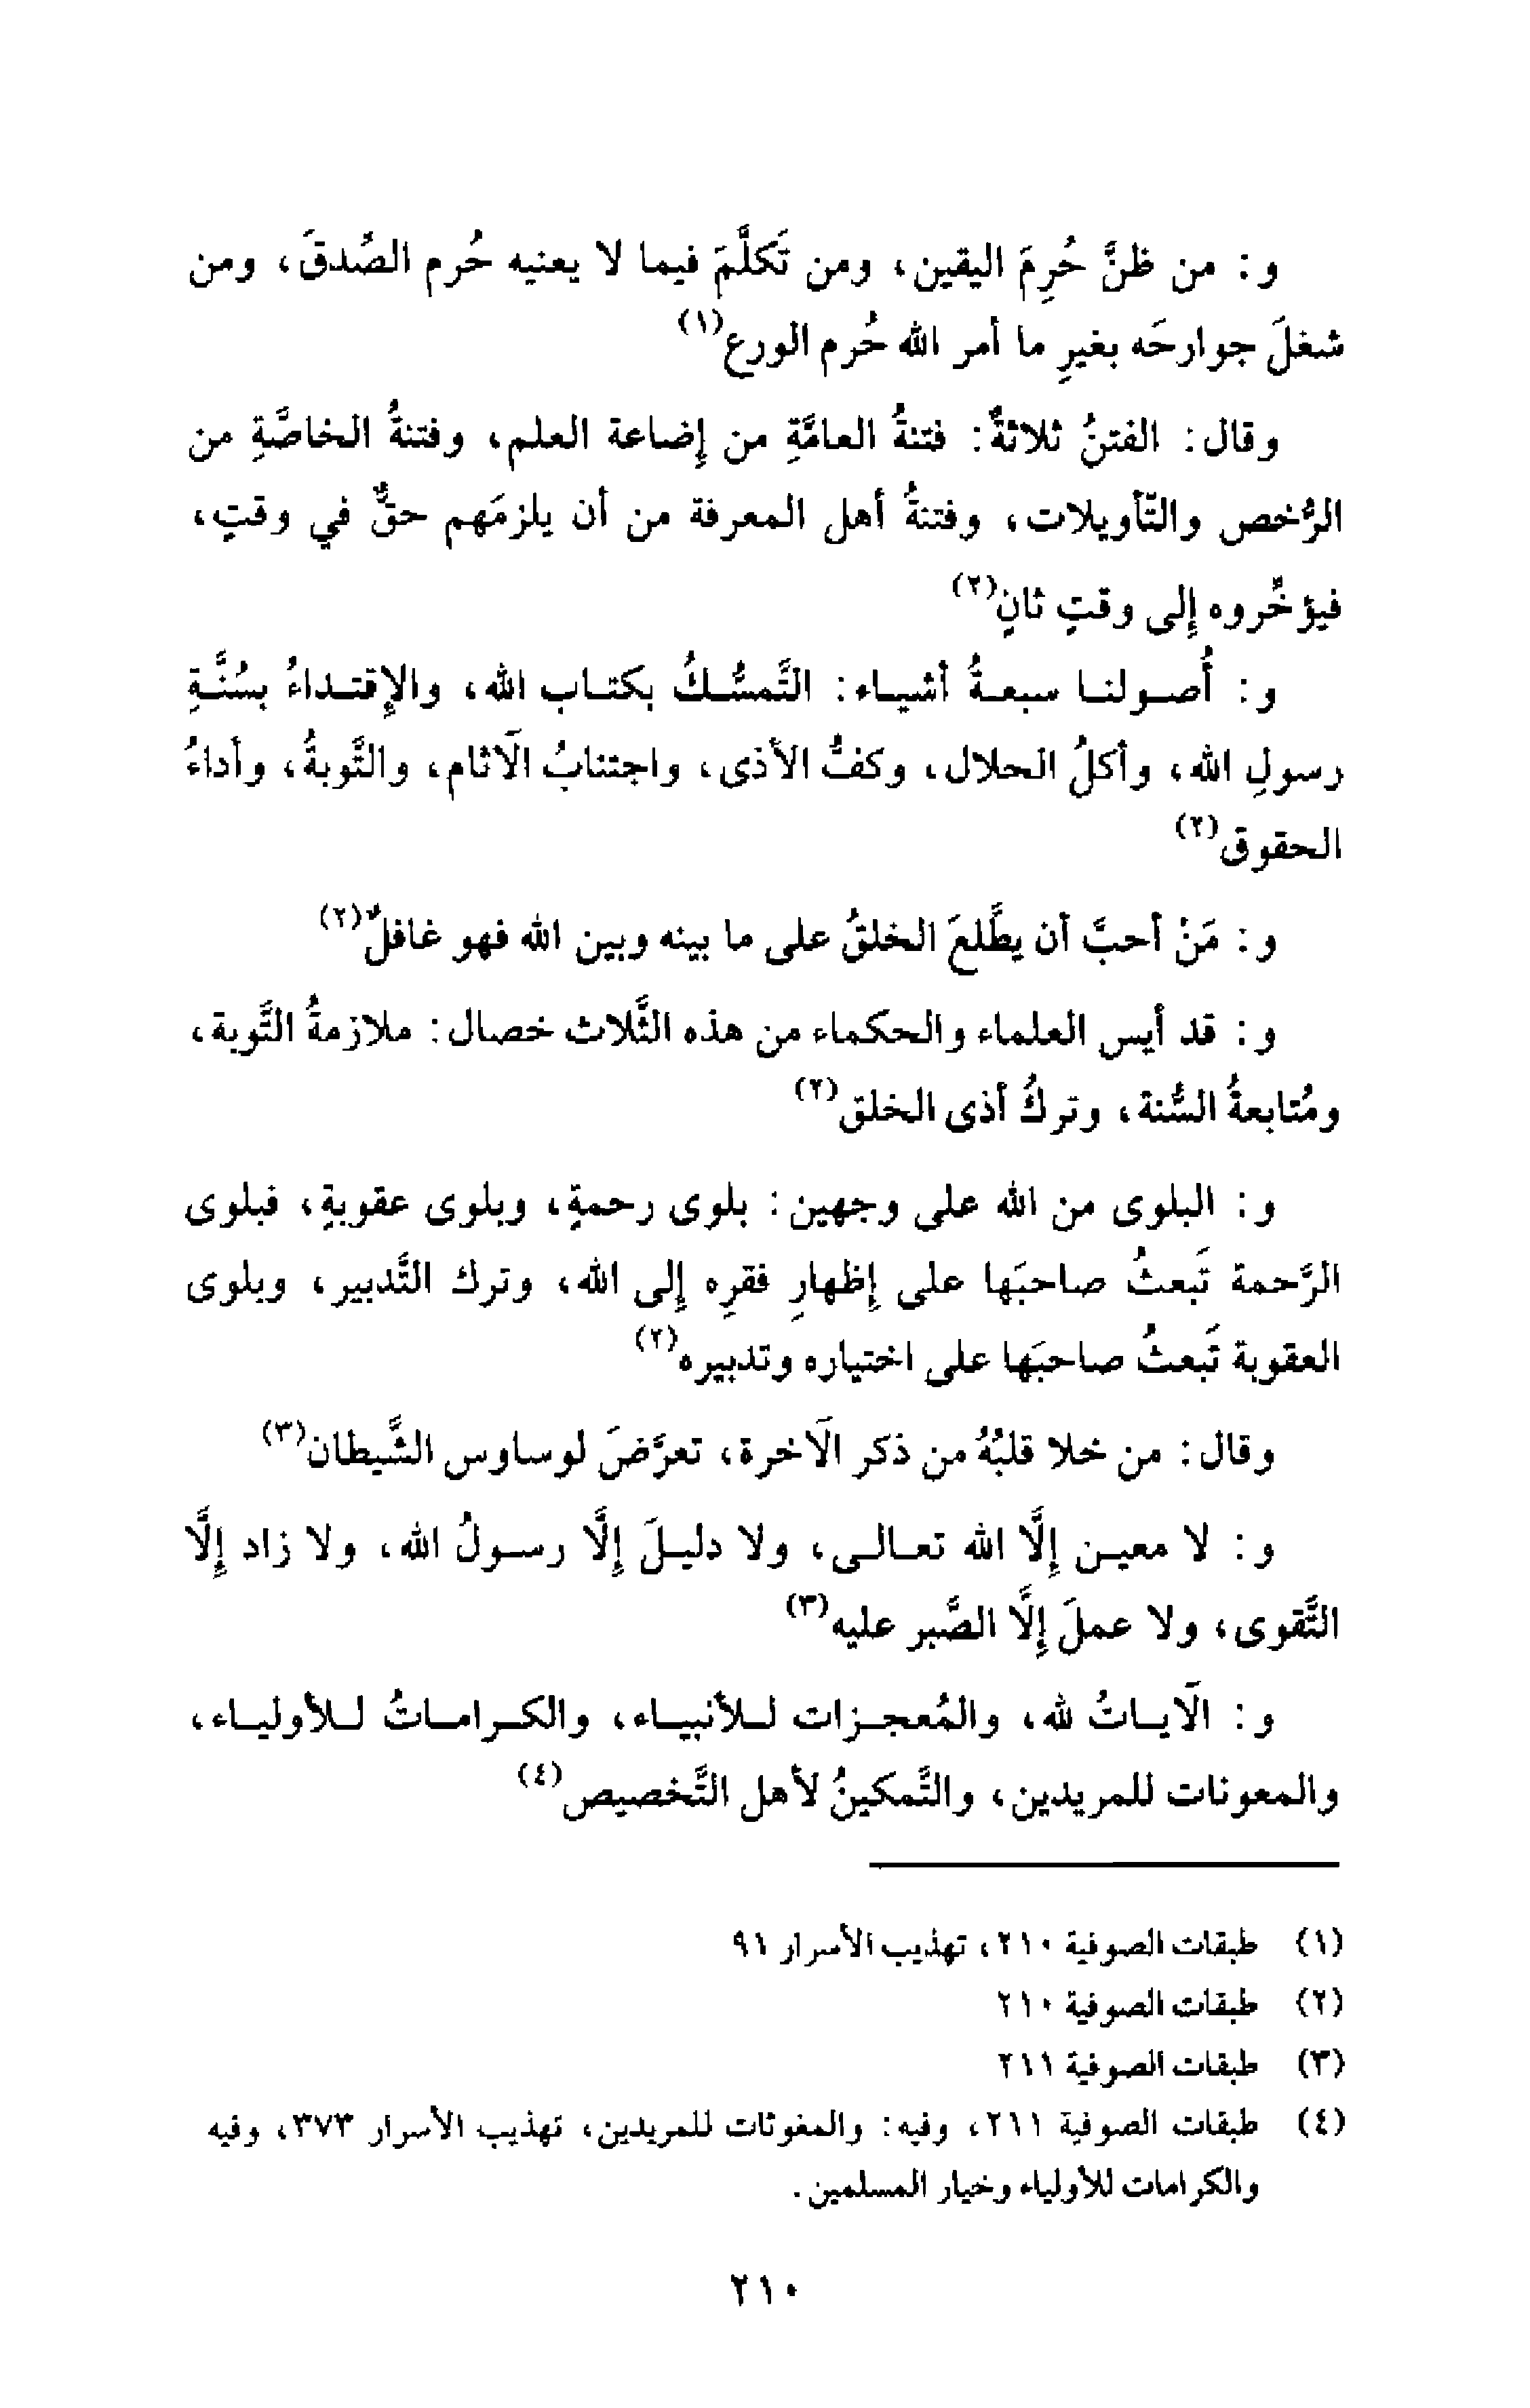 و : من ظنَّ حُرِمَ اليقين، ومن تَكلَّمَ فيما لا يعنيه حُرم الصِّدقَ، ومن
شغلَ جوارحَه بغيرِ ما أمر الله حُرم الورع(١)
وقال : الفتنُ ثلاثةٌ : فتنةُ العامَّةِ من إضاعة العلم، وفتنةُ الخاصَّةِ من
الرُّخص والتَّأويلات، وفتنةُ أهل المعرفة من أن يلزمَهم حقٌّ في وقتٍ،
فيؤخِّروه إلى وقتٍ ثانٍ(٢)
و : أُصولنا سبعةُ أشياء : التَّمسُّكُ بكتاب الله، والإقتداءُ بسُنَّةِ
رسولِ الله، وأكلُ الحلال، وكفُّ الأذى، واجتنابُ الآثام، والتَّوبةُ، وأداءُ
الحقوق(٢)
و : مَنْ أحبَّ أن يطَّلعَ الخلقُ على ما بينه وبين الله فهو غافلٌ(٢)
و : قد أيس العلماء والحكماء من هذه الثَّلاث خصال : ملازمةُ التَّوبة،
ومُتابعةُ السُّنة، وتركُ أذى الخلق(٢)
و : البلوى من الله على وجهين : بلوى رحمةٍ، وبلوى عقوبةٍ، فبلوى
الرَّحمة تَبعثُ صاحبَها على إظهارِ فقرِه إلى الله، وترك التَّدبير، وبلوى
العقوبة تَبعثُ صاحبَها على اختياره وتدبيره(٢)
وقال : من خلا قلبُهُ من ذكر الآخرة، تعرَّضَ لوساوس الشَّيطان(٣)
و : لا معين إلَّا الله تعالى، ولا دليلَ إلَّا رسولُ الله، ولا زاد إلَّا
التَّقوى، ولا عملَ إلَّا الصَّبر عليه(٣)
و : الآياتُ لله، والمُعجزات للأنبياء، والكراماتُ للأولياء،
والمعونات للمريدين، والتَّمكينُ لأهل التَّخصيص(٤)
(١) طبقات الصوفية ٢١٠، تهذيب الأسرار ٩١
(٢) طبقات الصوفية ٢١٠
(٣) طبقات الصوفية ٢١١
(٤) طبقات الصوفية ٢١١، وفيه : والمغوثات للمريدين، تهذيب الأسرار ٣٧٣، وفيه
والكرامات للأولياء وخيار المسلمين .
٢١٠